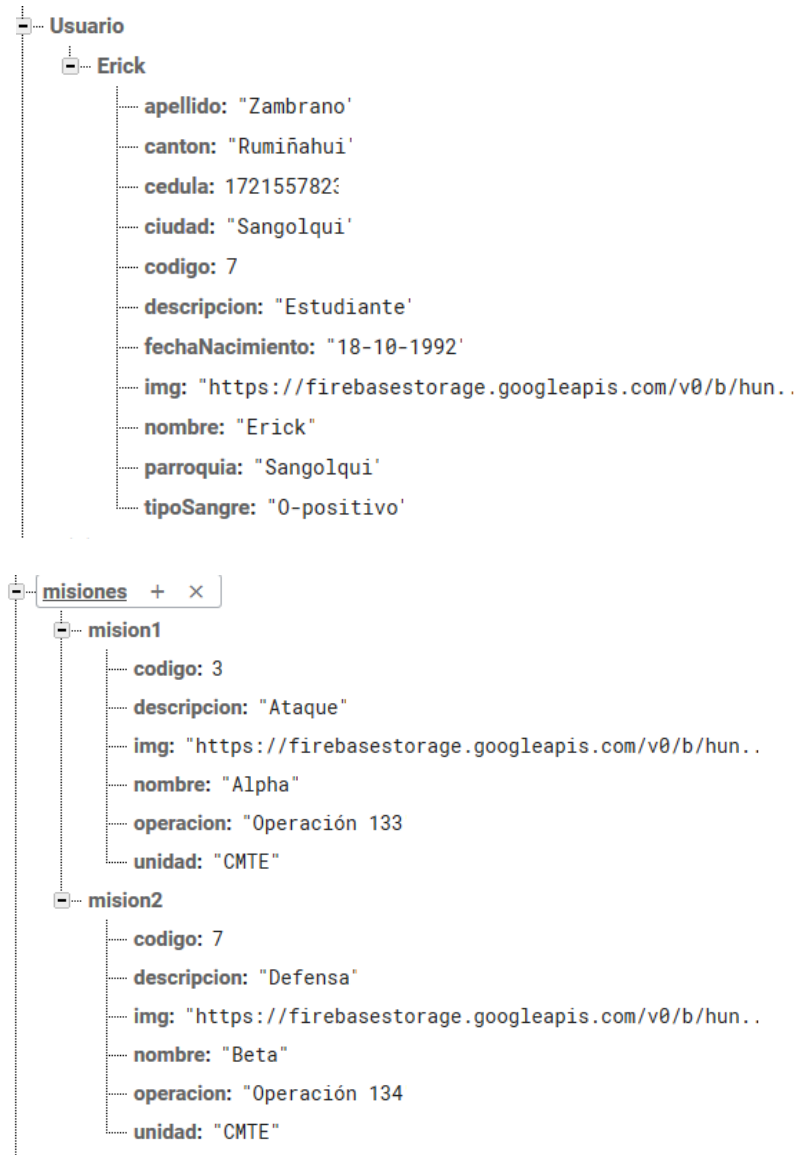 Usuario
Erick
apellido: "Zambrano'
canton: "Rumiñahui'
cedula: 1721557823
ciudad: "Sangolqui'
codigo: 7
descripcion: "Estudiante'
fechaNacimiento: "18-10-1992'
img: "https://firebasestorage.googleapis.com/v0/b/hun..
nombre: "Erick"
parroquia: "Sangolqui'
tipoSangre: "O-positivo'
misiones + ×
mision1
codigo: 3
descripcion: "Ataque"
img: "https://firebasestorage.googleapis.com/v0/b/hun..
nombre: "Alpha"
operacion: "Operación 133
unidad: "CMTE"
mision2
codigo: 7
descripcion: "Defensa"
img: "https://firebasestorage.googleapis.com/v0/b/hun..
nombre: "Beta"
operacion: "Operación 134
unidad: "CMTE"